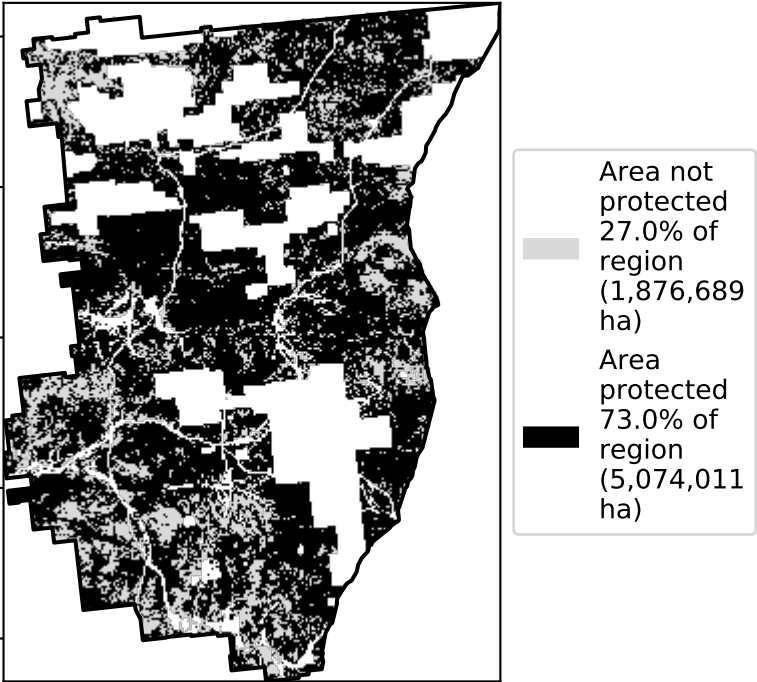 Area not
protected
27.0% of
region
(1,876,689
ha)
Area
protected
73.0% of
region
(5,074,011
ha)